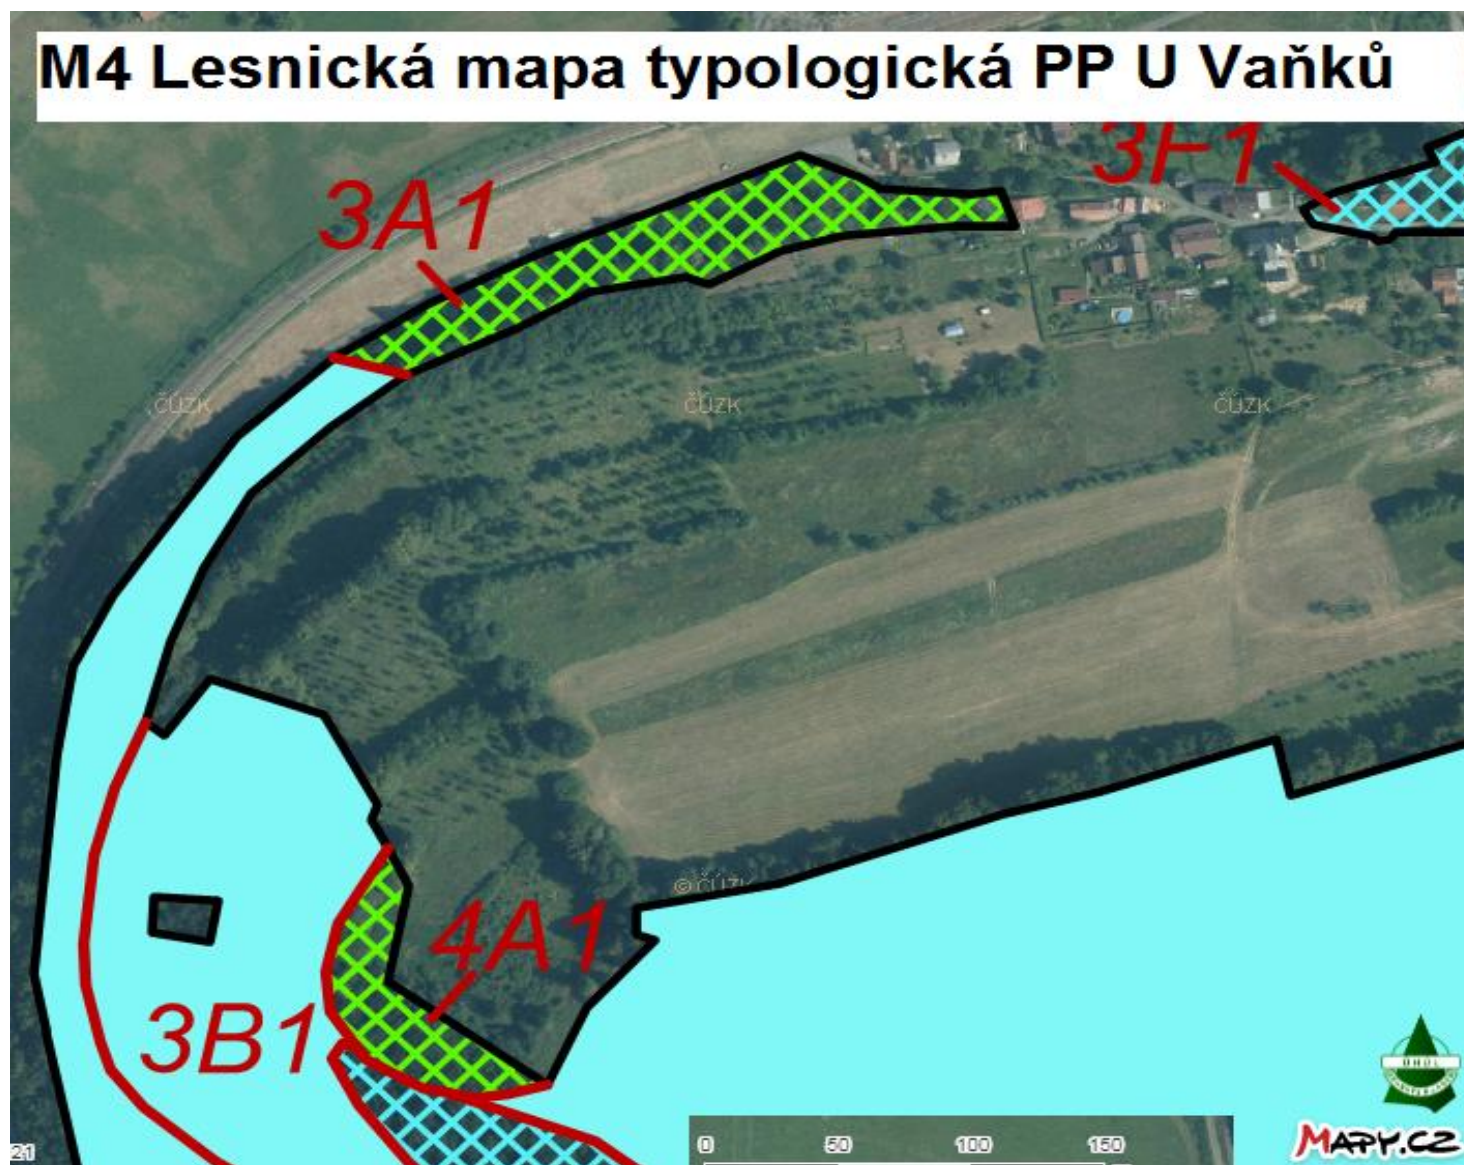 M4 Lesnická mapa typologická PP U Vaňků
3A1
3F1
ČÚZK
ČÚZK
ČÚZK
© ČÚZK
4A1
3B1
0 50 100 150
21
MAPY.CZ